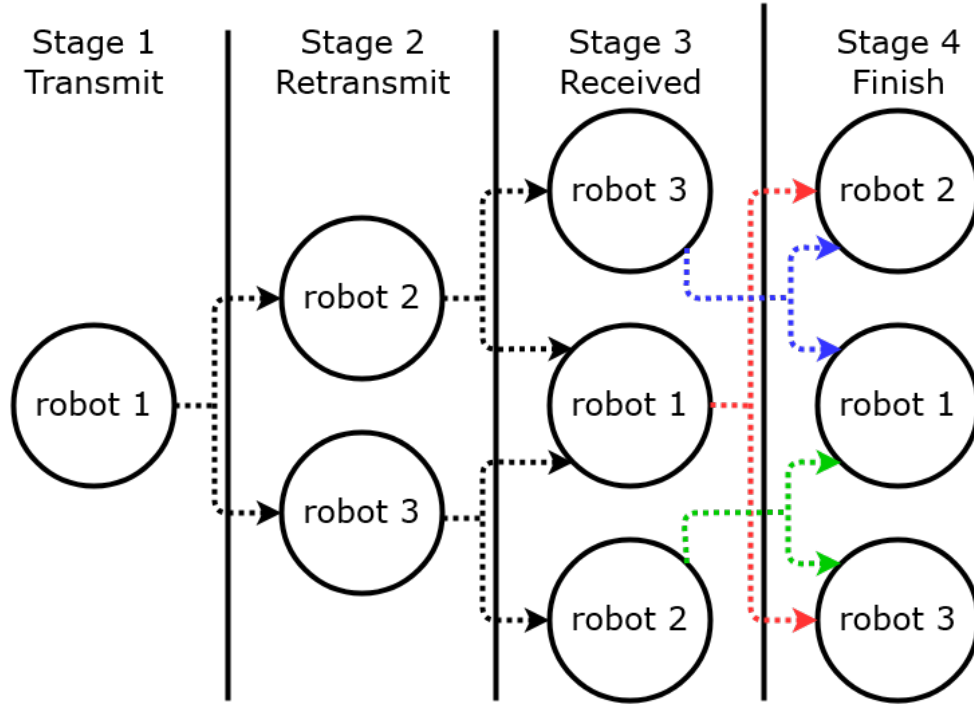 Stage 1
Transmit
Stage 2
Retransmit
Stage 3
Received
Stage 4
Finish
robot 1
robot 2
robot 3
robot 3
robot 1
robot 2
robot 2
robot 1
robot 3